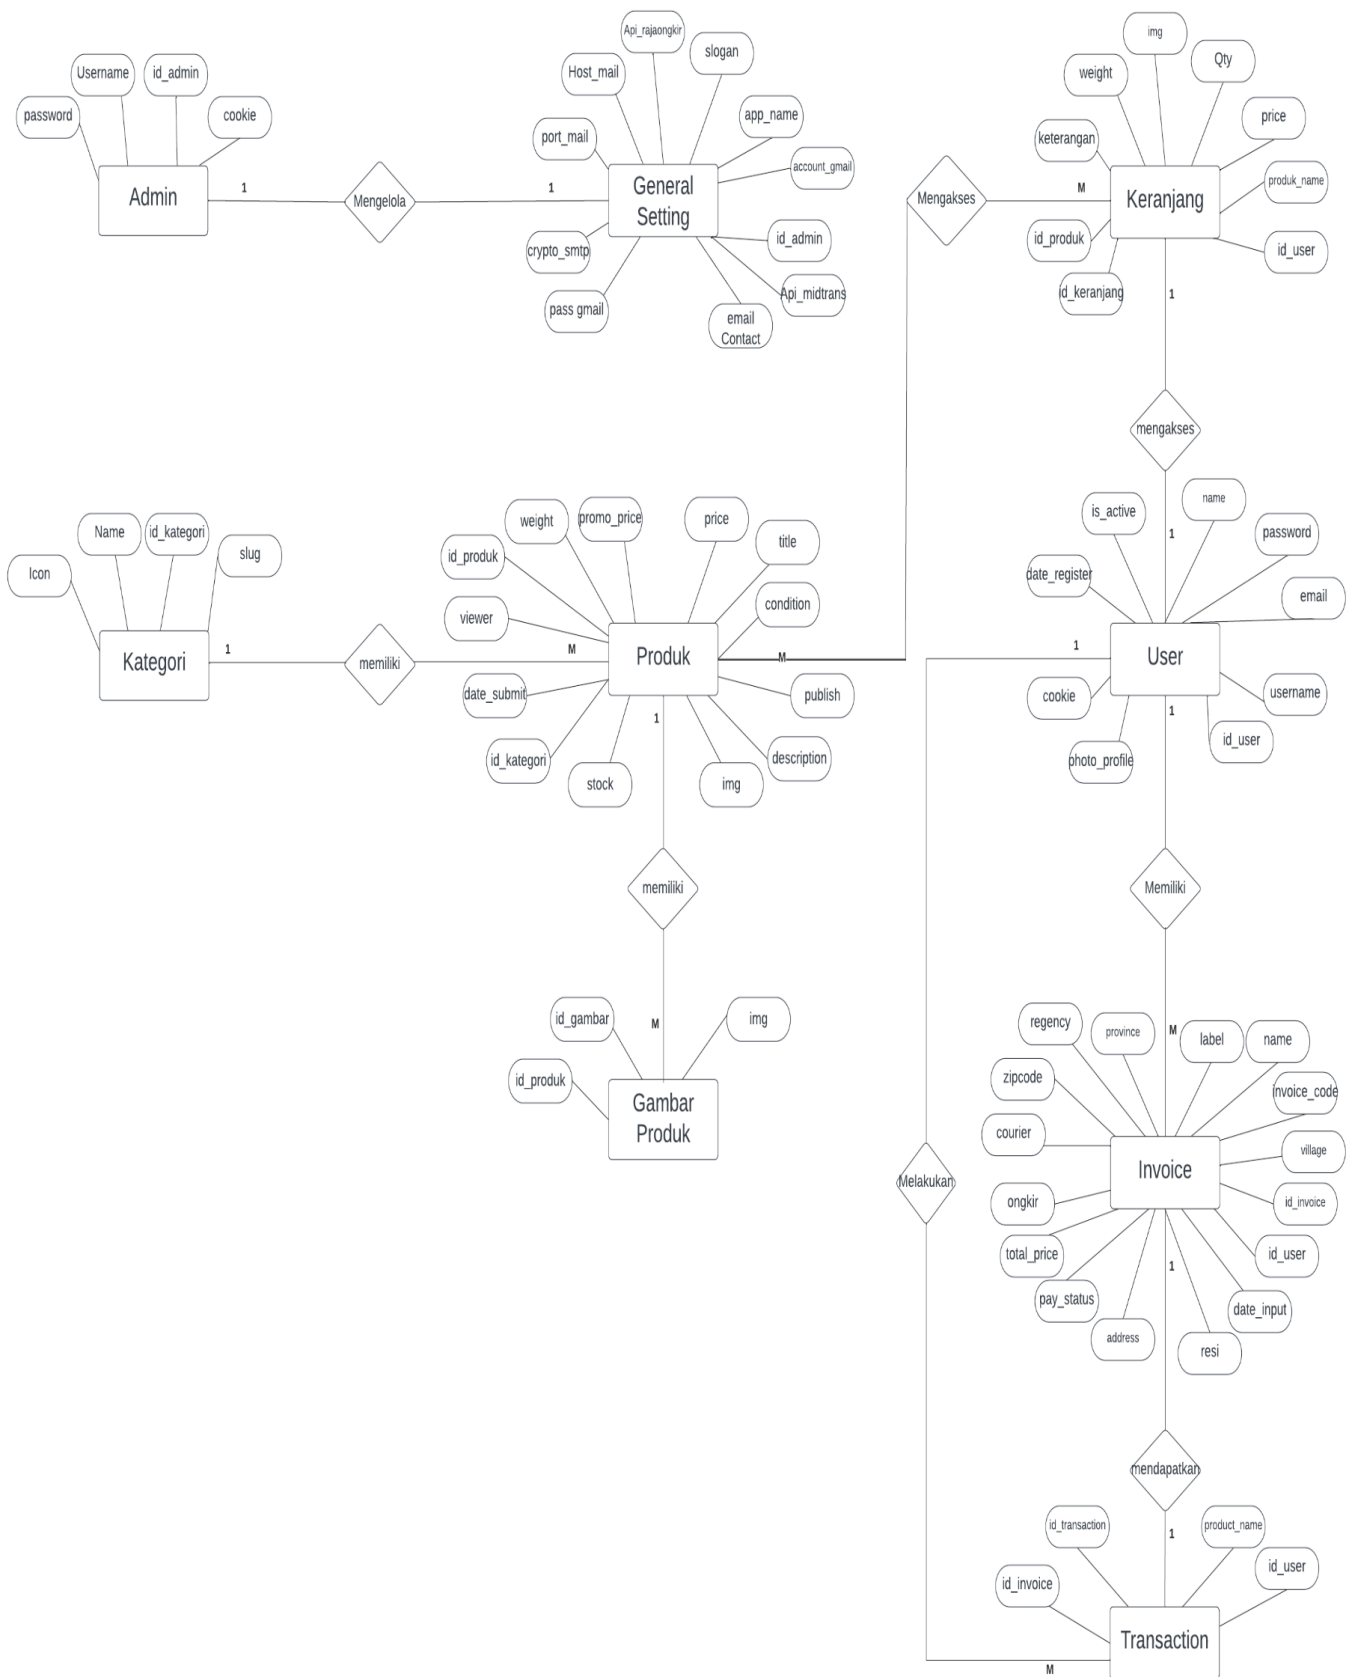 Api_rajaongkir
slogan
Host_mail
Username
id_admin
password
cookie
port_mail
app_name
account_gmail
Admin
1
Mengelola
1
General
Setting
crypto_smtp
id_admin
Api_midtrans
pass gmail
email
Contact
img
weight
Qty
keterangan
price
produk_name
Mengakses
M
Keranjang
id_produk
id_user
id_keranjang
1
mengakses
1
Icon
Name
id_kategori
slug
Kategori
1
memiliki
M
weight
promo_price
price
id_produk
title
viewer
condition
Produk
M
date_submit
publish
id_kategori
1
description
stock
img
memiliki
M
id_gambar
img
id_produk
Gambar
Produk
is_active
name
date_register
password
email
1
User
cookie
username
1
photo_profile
id_user
Memiliki
M
regency
province
label
name
zipcode
invoice_code
courier
village
Invoice
ongkir
id_invoice
total_price
id_user
1
pay_status
date_input
address
resi
Melakukan
mendapatkan
1
id_transaction
product_name
id_invoice
id_user
Transaction
M